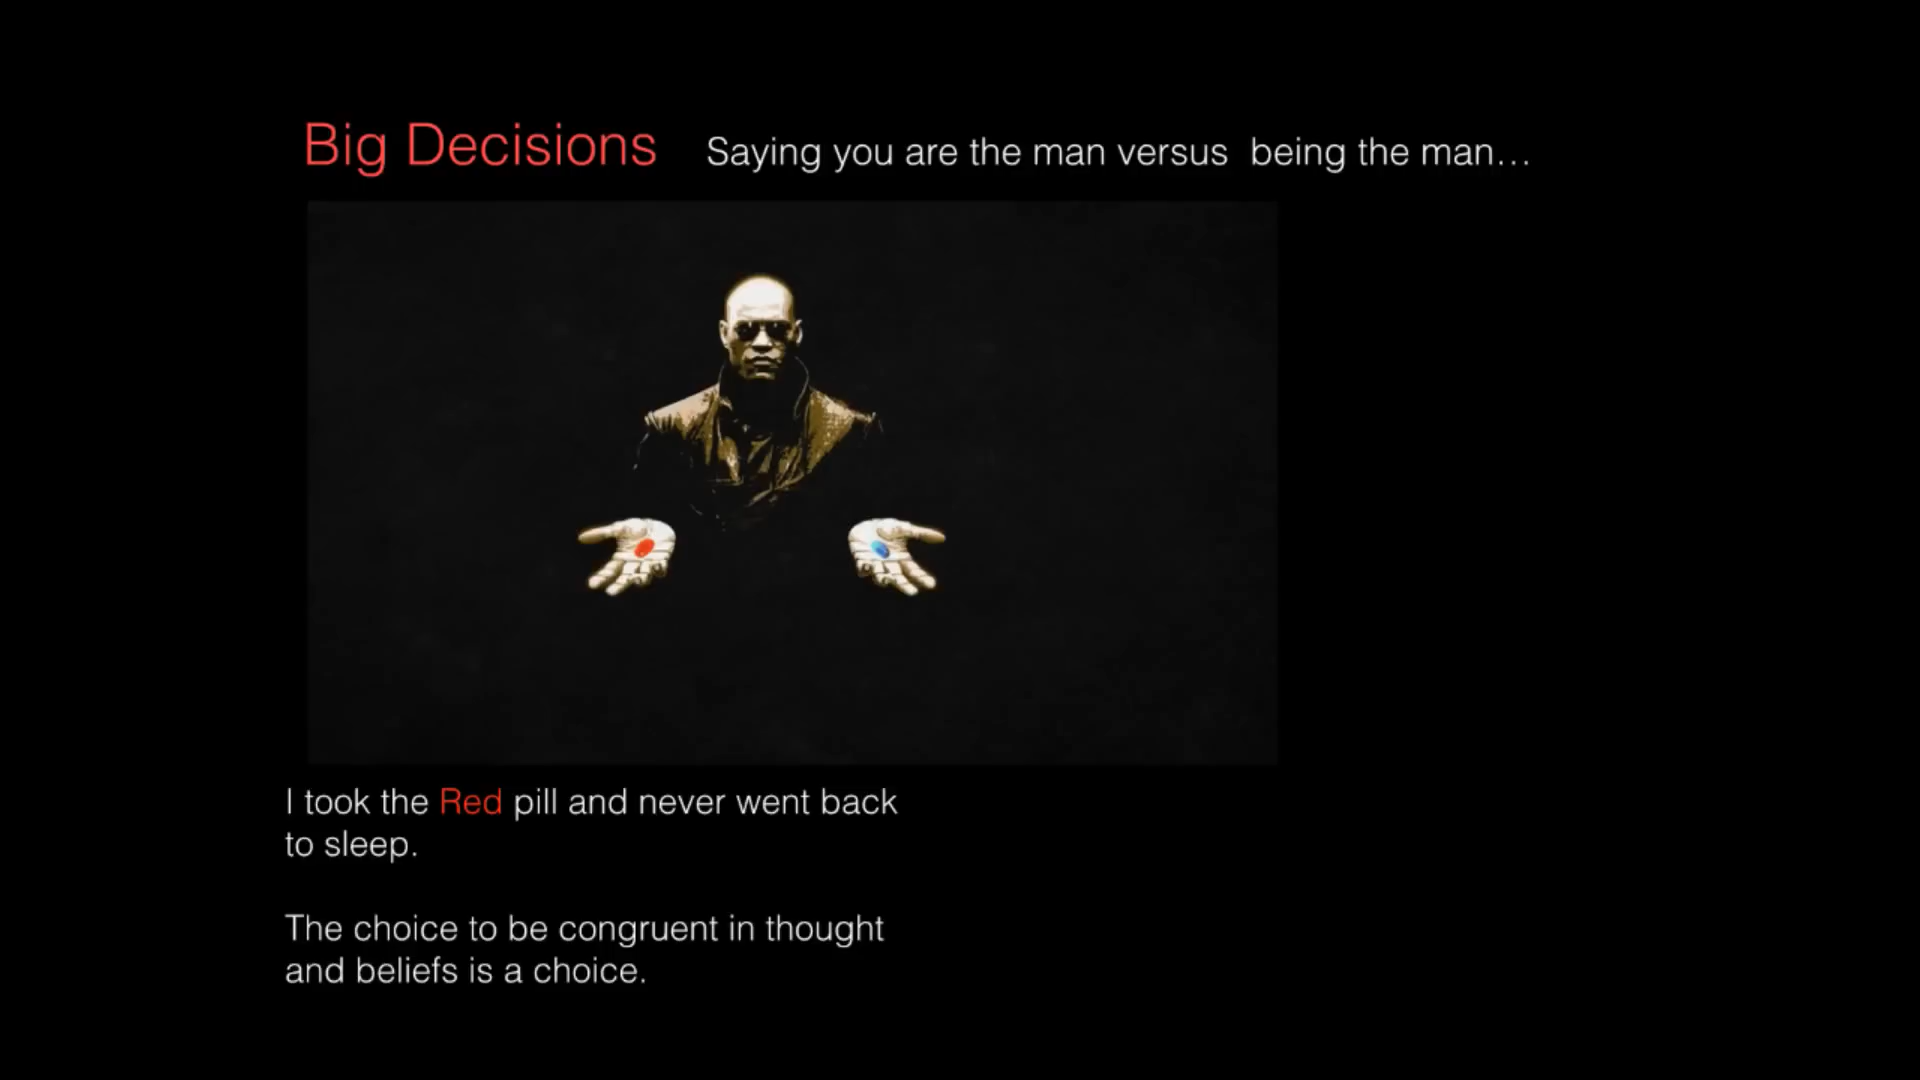 Big Decisions Saying you are the man versus being the man...
I took the Red pill and never went back
to sleep.
The choice to be congruent in thought
and beliefs is a choice.